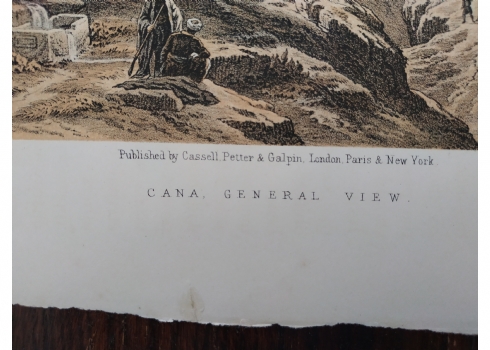 Published by Cassell, Petter & Galpin, London, Paris & New York.
CANA, GENERAL VIEW.